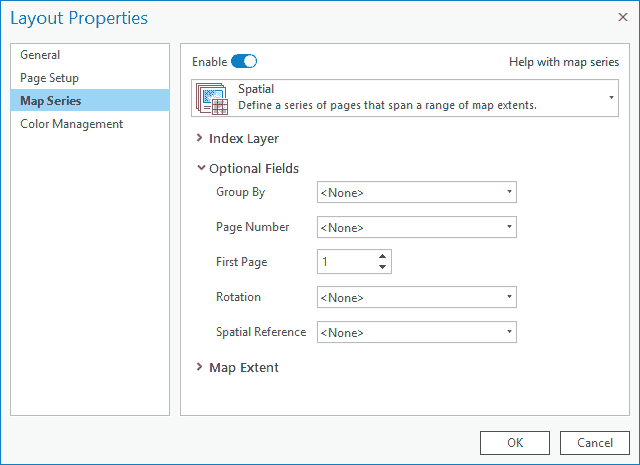 Layout Properties
General
Page Setup
Map Series
Color Management
Enable Help with map series
Spatial
Define a series of pages that span a range of map extents.
Index Layer
Optional Fields
Group By <None>
Page Number <None>
First Page 1
Rotation <None>
Spatial Reference <None>
Map Extent
OK Cancel